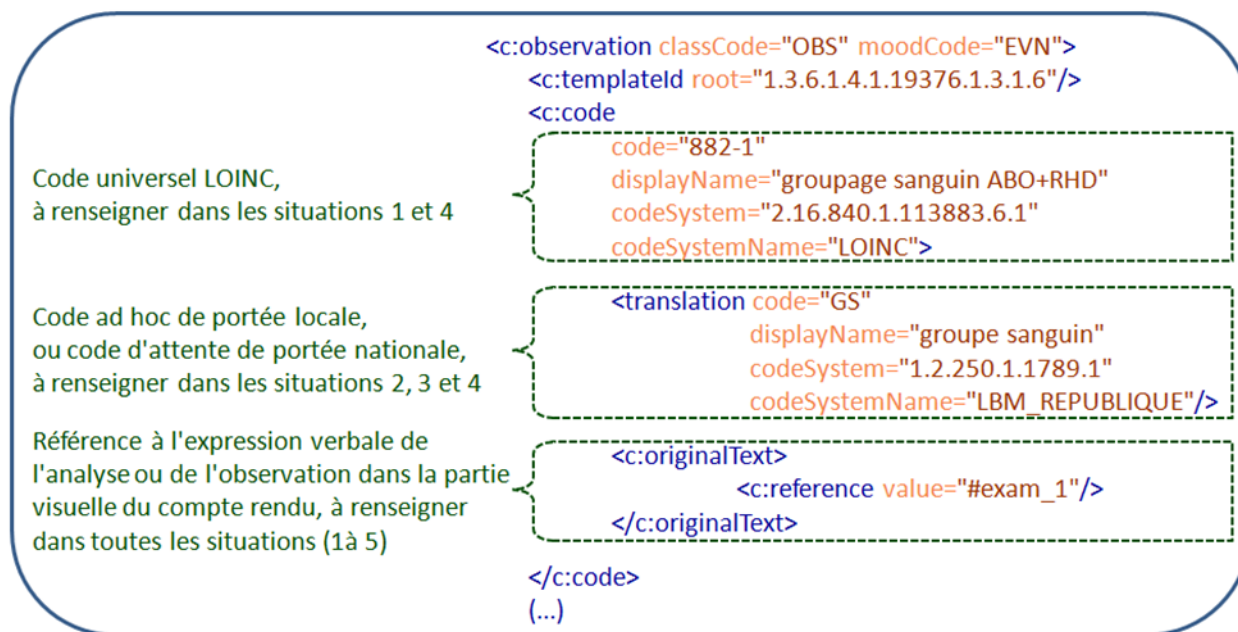 <c:observation classCode="OBS" moodCode="EVN">
<c:templateId root="1.3.6.1.4.1.19376.1.3.1.6"/>
<c:code
Code universel LOINC,
à renseigner dans les situations 1 et 4
code="882-1"
displayName="groupage sanguin ABO+RHD"
codeSystem="2.16.840.1.113883.6.1"
codeSystemName="LOINC">
Code ad hoc de portée locale,
ou code d'attente de portée nationale,
à renseigner dans les situations 2, 3 et 4
<translation code="GS"
displayName="groupe sanguin"
codeSystem="1.2.250.1.1789.1"
codeSystemName="LBM_REPUBLIQUE"/>
Référence à l'expression verbale de
l'analyse ou de l'observation dans la partie
visuelle du compte rendu, à renseigner
dans toutes les situations (1à 5)
<c:originalText>
<c:reference value="#exam_1"/>
</c:originalText>
</c:code>
(...)